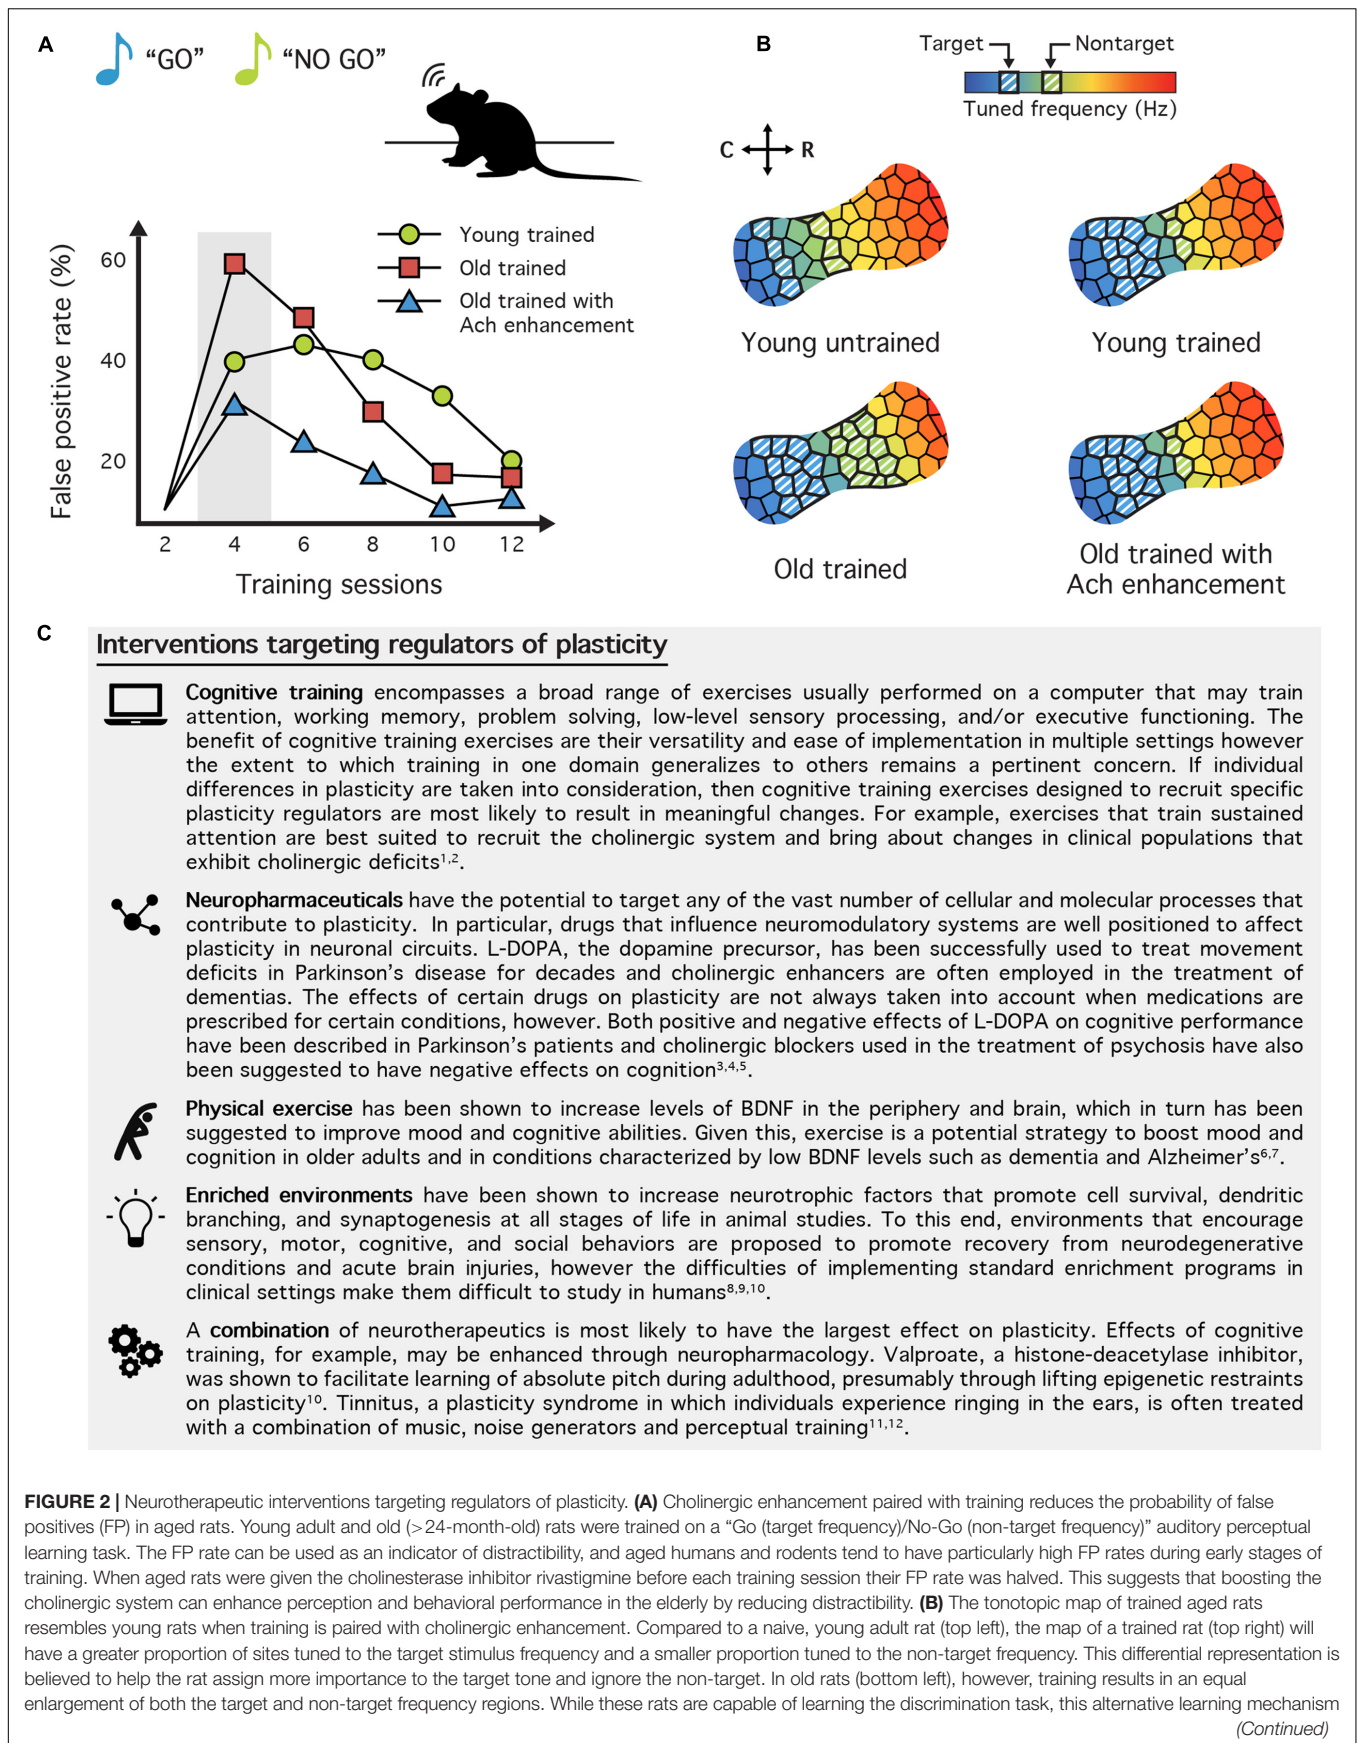 A
"GO"
"NO GO"
False positive rate (%)
60
40
20
2 4 6 8 10 12
Training sessions
Young trained
Old trained
Old trained with
Ach enhancement
B
Target
Nontarget
Tuned frequency (Hz)
C R
Young untrained
Young trained
Old trained
Old trained with
Ach enhancement
C
Interventions targeting regulators of plasticity
Cognitive training encompasses a broad range of exercises usually performed on a computer that may train
attention, working memory, problem solving, low-level sensory processing, and/or executive functioning. The
benefit of cognitive training exercises are their versatility and ease of implementation in multiple settings however
the extent to which training in one domain generalizes to others remains a pertinent concern. If individual
differences in plasticity are taken into consideration, then cognitive training exercises designed to recruit specific
plasticity regulators are most likely to result in meaningful changes. For example, exercises that train sustained
attention are best suited to recruit the cholinergic system and bring about changes in clinical populations that
exhibit cholinergic deficits¹,².
Neuropharmaceuticals have the potential to target any of the vast number of cellular and molecular processes that
contribute to plasticity. In particular, drugs that influence neuromodulatory systems are well positioned to affect
plasticity in neuronal circuits. L-DOPA, the dopamine precursor, has been successfully used to treat movement
deficits in Parkinson's disease for decades and cholinergic enhancers are often employed in the treatment of
dementias. The effects of certain drugs on plasticity are not always taken into account when medications are
prescribed for certain conditions, however. Both positive and negative effects of L-DOPA on cognitive performance
have been described in Parkinson's patients and cholinergic blockers used in the treatment of psychosis have also
been suggested to have negative effects on cognition³,⁴,⁵.
Physical exercise has been shown to increase levels of BDNF in the periphery and brain, which in turn has been
suggested to improve mood and cognitive abilities. Given this, exercise is a potential strategy to boost mood and
cognition in older adults and in conditions characterized by low BDNF levels such as dementia and Alzheimer's⁶,⁷.
Enriched environments have been shown to increase neurotrophic factors that promote cell survival, dendritic
branching, and synaptogenesis at all stages of life in animal studies. To this end, environments that encourage
sensory, motor, cognitive, and social behaviors are proposed to promote recovery from neurodegenerative
conditions and acute brain injuries, however the difficulties of implementing standard enrichment programs in
clinical settings make them difficult to study in humans⁸,⁹,¹⁰.
A combination of neurotherapeutics is most likely to have the largest effect on plasticity. Effects of cognitive
training, for example, may be enhanced through neuropharmacology. Valproate, a histone-deacetylase inhibitor,
was shown to facilitate learning of absolute pitch during adulthood, presumably through lifting epigenetic restraints
on plasticity¹⁰. Tinnitus, a plasticity syndrome in which individuals experience ringing in the ears, is often treated
with a combination of music, noise generators and perceptual training¹¹,¹².
FIGURE 2 | Neurotherapeutic interventions targeting regulators of plasticity. (A) Cholinergic enhancement paired with training reduces the probability of false
positives (FP) in aged rats. Young adult and old (>24-month-old) rats were trained on a "Go (target frequency)/No-Go (non-target frequency)" auditory perceptual
learning task. The FP rate can be used as an indicator of distractibility, and aged humans and rodents tend to have particularly high FP rates during early stages of
training. When aged rats were given the cholinesterase inhibitor rivastigmine before each training session their FP rate was halved. This suggests that boosting the
cholinergic system can enhance perception and behavioral performance in the elderly by reducing distractibility. (B) The tonotopic map of trained aged rats
resembles young rats when training is paired with cholinergic enhancement. Compared to a naive, young adult rat (top left), the map of a trained rat (top right) will
have a greater proportion of sites tuned to the target stimulus frequency and a smaller proportion tuned to the non-target frequency. This differential representation is
believed to help the rat assign more importance to the target tone and ignore the non-target. In old rats (bottom left), however, training results in an equal
enlargement of both the target and non-target frequency regions. While these rats are capable of learning the discrimination task, this alternative learning mechanism
(Continued)